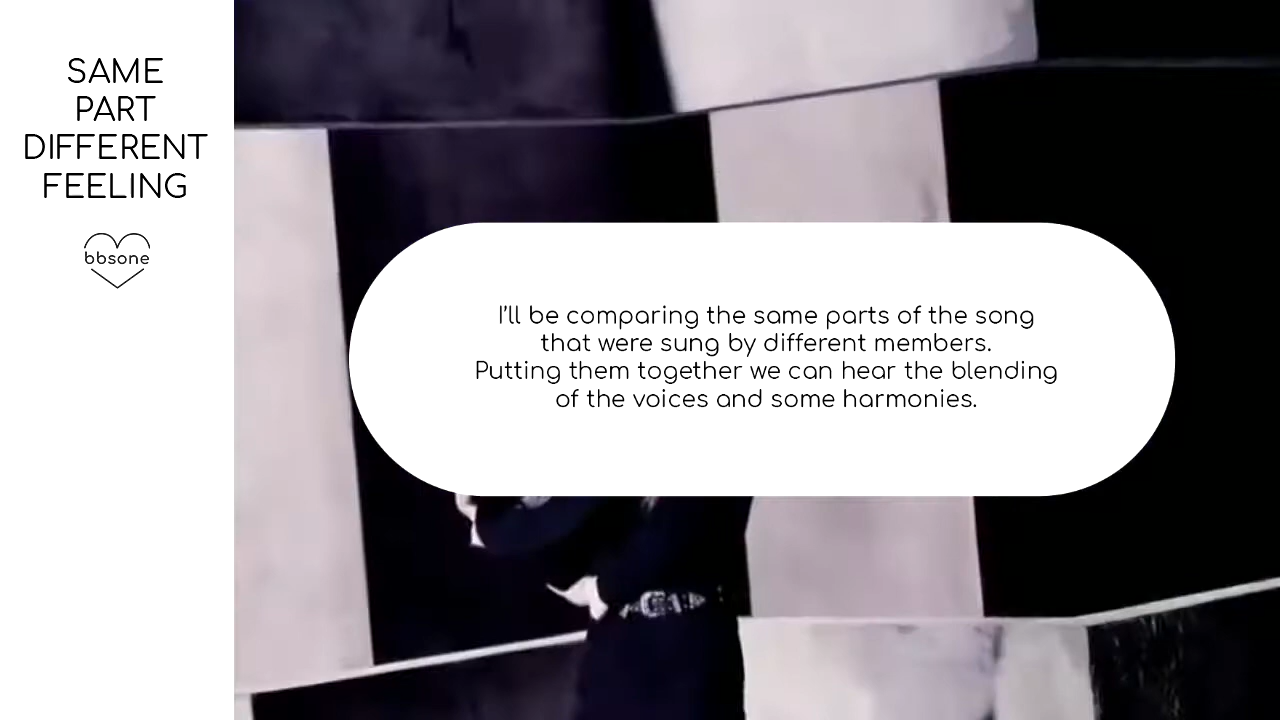 SAME
PART
DIFFERENT
FEELING
bbsone
I'll be comparing the same parts of the song
that were sung by different members.
Putting them together we can hear the blending
of the voices and some harmonies.